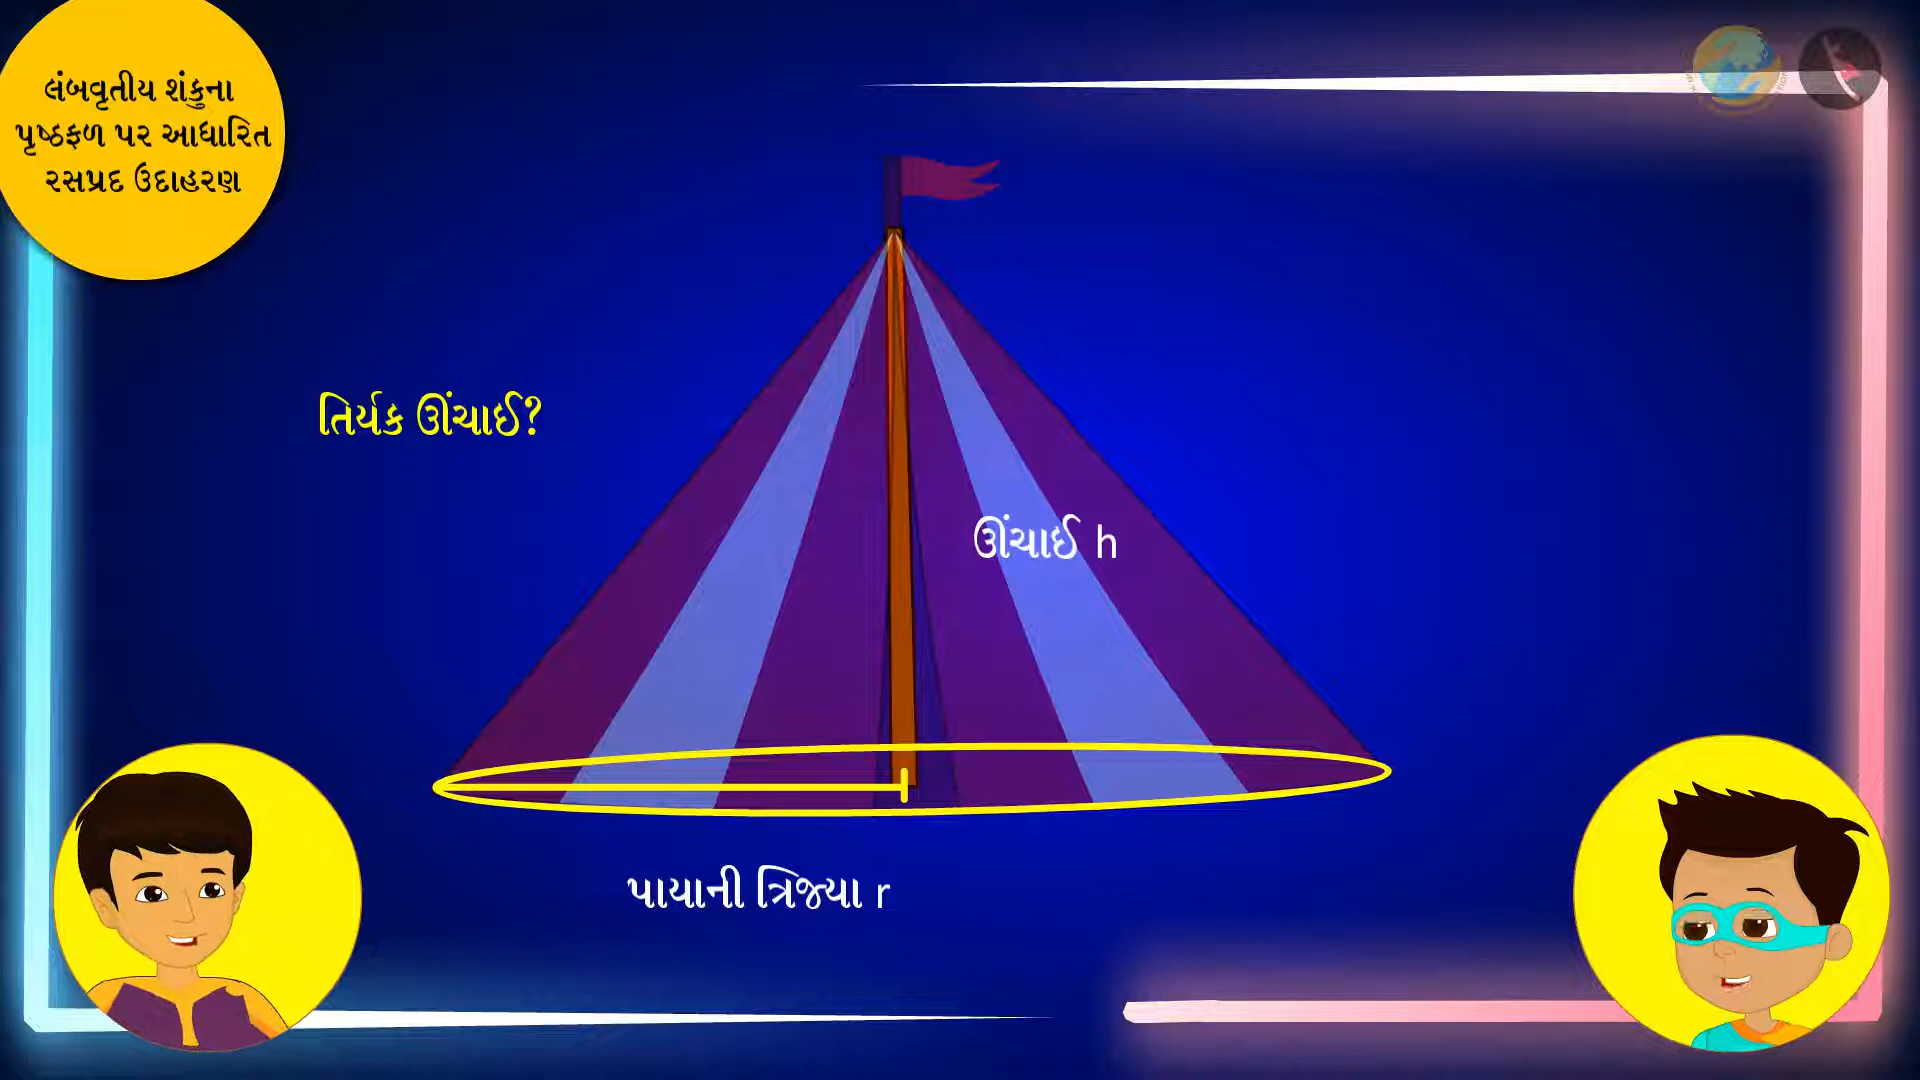 લંબવૃતીય શંકુના
પૃષ્ઠફળ પર આધારિત
રસપ્રદ ઉદાહરણ
તિર્યક ઊંચાઈ?
ઊંચાઈ h
પાયાની ત્રિજ્યા r